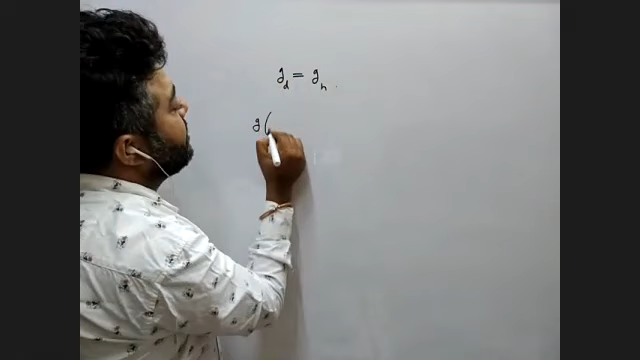 g_d = g_h .
g(